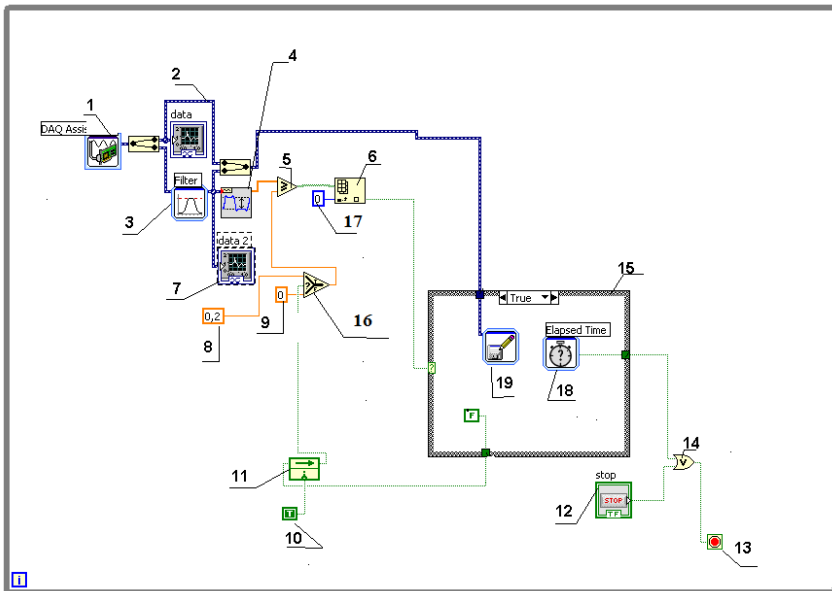 4
2
1
data
DAQ Assis
5
6
Filter
0
17
3
data 2
15
True
7
9
0,2
0
16
Elapsed Time
8
?
?
19
18
F
14
11
stop
V
STOP
12
TF
T
10
13
i